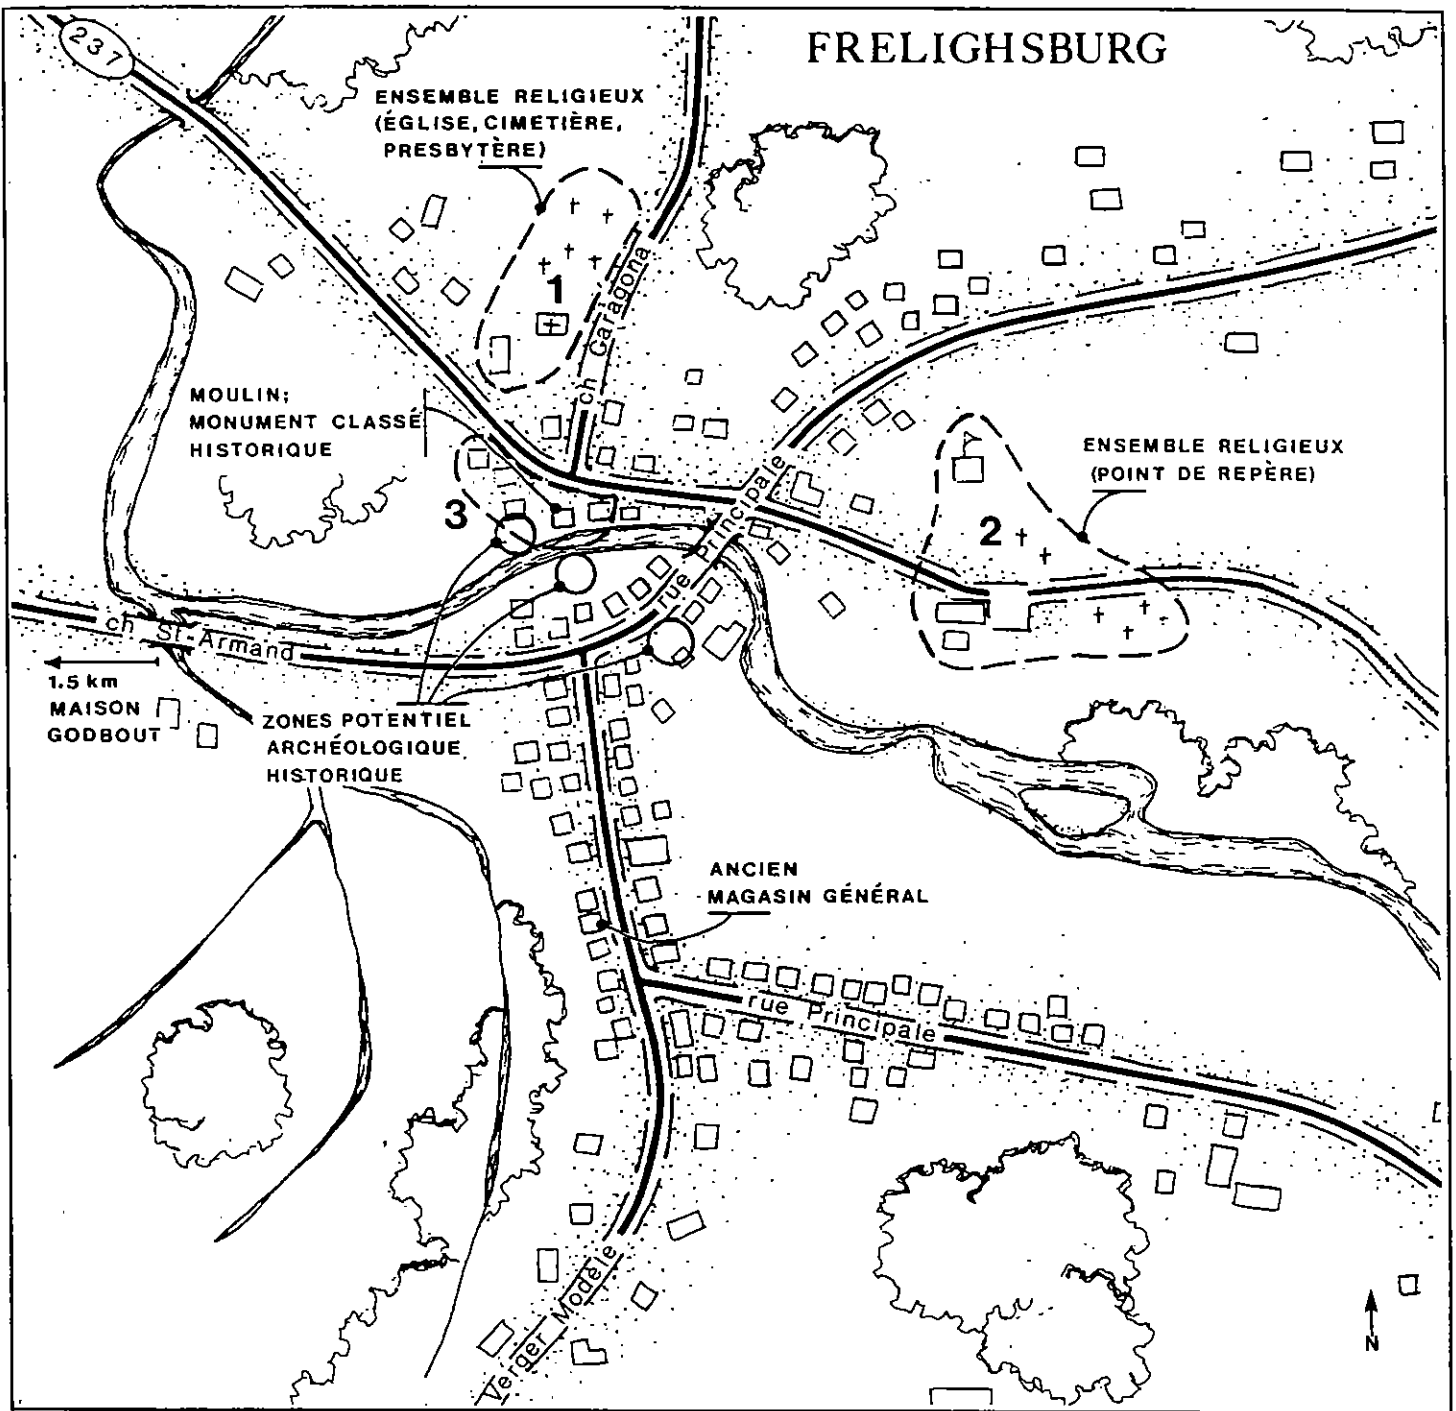 FRELIGHSBURG
237
ENSEMBLE RELIGIEUX
(ÉGLISE, CIMETIÈRE,
PRESBYTÈRE)
1
ch Garagona
MOULIN;
MONUMENT CLASSÉ
HISTORIQUE
3
rue Principale
ENSEMBLE RELIGIEUX
(POINT DE REPÈRE)
2
ch St-Armand
1.5 km
MAISON
GODBOUT
ZONES POTENTIEL
ARCHÉOLOGIQUE
HISTORIQUE
ANCIEN
MAGASIN GÉNÉRAL
rue Principale
Verger Modèle
N